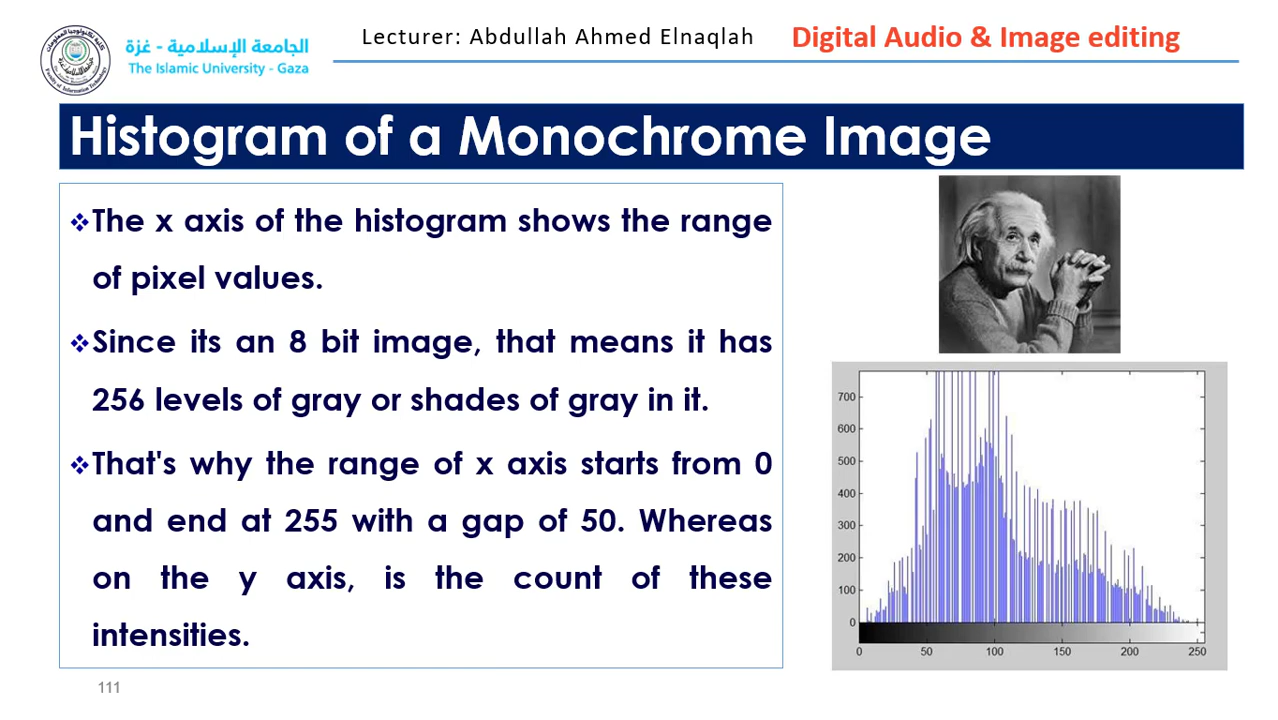 الجامعة الإسلامية - غزة
The Islamic University - Gaza
Lecturer: Abdullah Ahmed Elnaqlah
Digital Audio & Image editing
Histogram of a Monochrome Image
❖The x axis of the histogram shows the range
of pixel values.
❖Since its an 8 bit image, that means it has
256 levels of gray or shades of gray in it.
❖That's why the range of x axis starts from 0
and end at 255 with a gap of 50. Whereas
on the y axis, is the count of these
intensities.
700
600
500
400
300
200
100
0
0 50 100 150 200 250
111